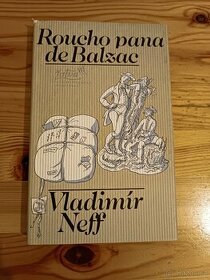 Roucho pana
de Balzac
Vladimír
Neff